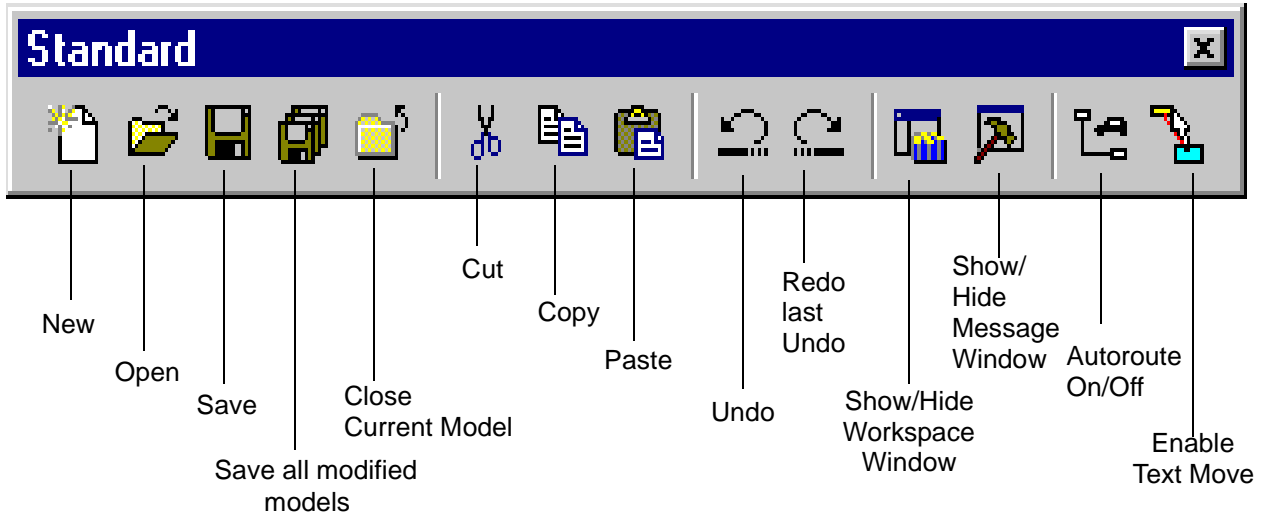 Standard
New
Open
Save
Save all modified
models
Close
Current Model
Cut
Copy
Paste
Undo
Redo
last
Undo
Show/Hide
Workspace
Window
Show/
Hide
Message
Window
Autoroute
On/Off
Enable
Text Move